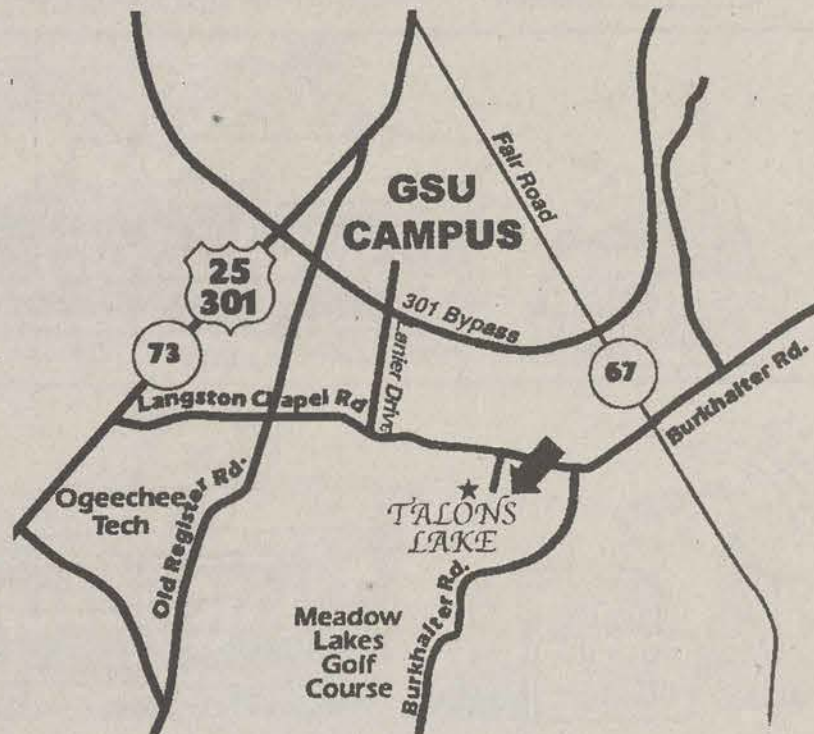 Fair Road
GSU
CAMPUS
25
301
301 Bypass
73
Lanier Drive
67
Langston Chapel Rd
Burkhalter Rd.
Ogeechee
Tech
Old Register Rd.
TALONS
LAKE
Meadow
Lakes
Golf
Course
Burkhalter Rd.